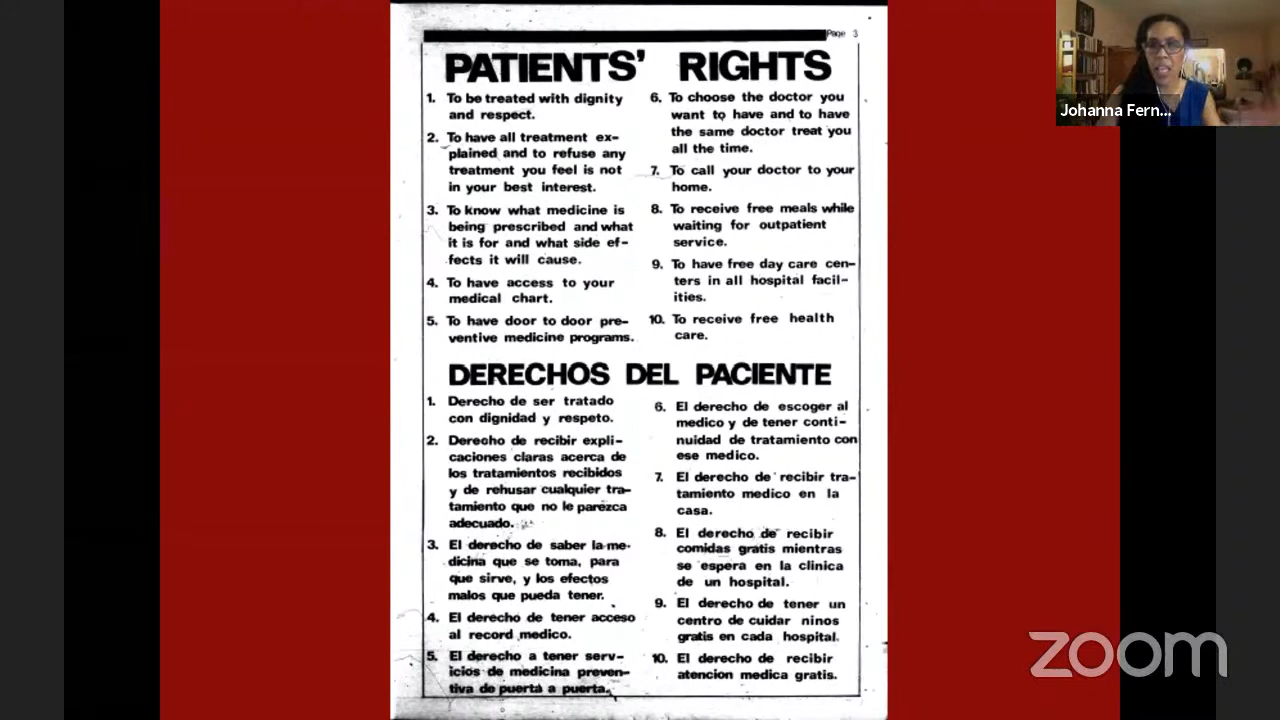 Page 3
PATIENTS' RIGHTS
1. To be treated with dignity
and respect.
2. To have all treatment ex-
plained and to refuse any
treatment you feel is not
in your best interest.
3. To know what medicine is
being prescribed and what
it is for and what side ef-
fects it will cause.
4. To have access to your
medical chart.
5. To have door to door pre-
ventive medicine programs.
6. To choose the doctor you
want to have and to have
the same doctor treat you
all the time.
7. To call your doctor to your
home.
8. To receive free meals while
waiting for outpatient
service.
9. To have free day care cen-
ters in all hospital facil-
ities.
10. To receive free health
care.
DERECHOS DEL PACIENTE
1. Derecho de ser tratado
con dignidad y respeto.
2. Derecho de recibir expli-
caciones claras acerca de
los tratamientos recibidos
y de rehusar cualquier tra-
tamiento que no le parezca
adecuado.
3. El derecho de saber la me-
dicina que se toma, para
que sirve, y los efectos
malos que pueda tener.
4. El derecho de tener acceso
al record medico.
5. El derecho a tener serv-
icios de medicina preven-
tiva de puerta a puerta.
6. El derecho de escoger al
medico y de tener conti-
nuidad de tratamiento con
ese medico.
7. El derecho de recibir tra-
tamiento medico en la
casa.
8. El derecho de recibir
comidas gratis mientras
se espera en la clinica
de un hospital.
9. El derecho de tener un
centro de cuidar ninos
gratis en cada hospital.
10. El derecho de recibir
atencion medica gratis.
Johanna Fern...
zoom